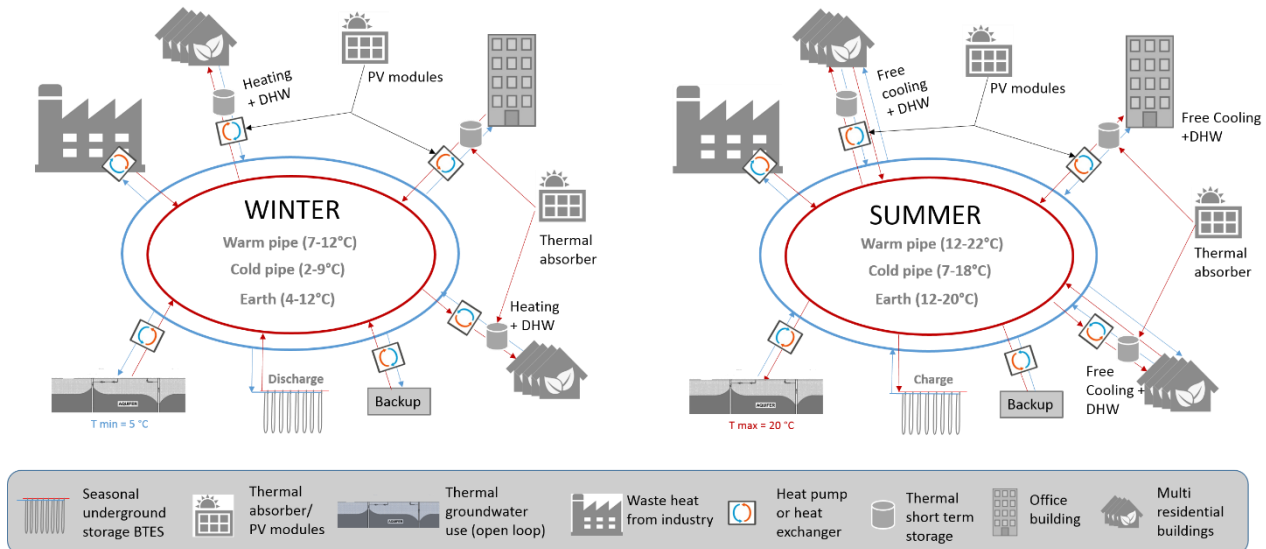 Heating
+ DHW
PV modules
WINTER
Warm pipe (7-12°C)
Cold pipe (2-9°C)
Earth (4-12°C)
Thermal
absorber
Heating
+ DHW
Discharge
Backup
AQUIFER
T min = 5 °C
Free
cooling
+ DHW
PV modules
Free Cooling
+DHW
SUMMER
Warm pipe (12-22°C)
Cold pipe (7-18°C)
Earth (12-20°C)
Thermal
absorber
Free
Cooling +
DHW
Charge
Backup
AQUIFER
T max = 20 °C
Seasonal
underground
storage BTES
Thermal
absorber/
PV modules
AQUIFER
Thermal
groundwater
use (open loop)
Waste heat
from industry
Heat pump
or heat
exchanger
Thermal
short term
storage
Office
building
Multi
residential
buildings